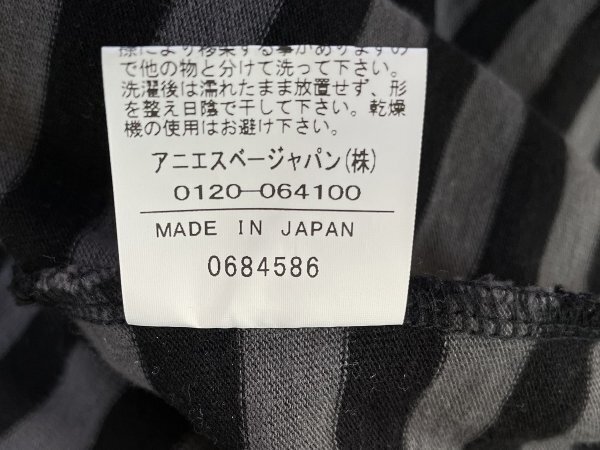 様により移染する事がありますの
で他の物と分けて洗って下さい。
洗濯後は濡れたまま放置せず、形
を整え日陰で干して下さい。乾燥
機の使用はお避け下さい。
アニエスベージャパン(株)
0120-064100
MADE IN JAPAN
0684586